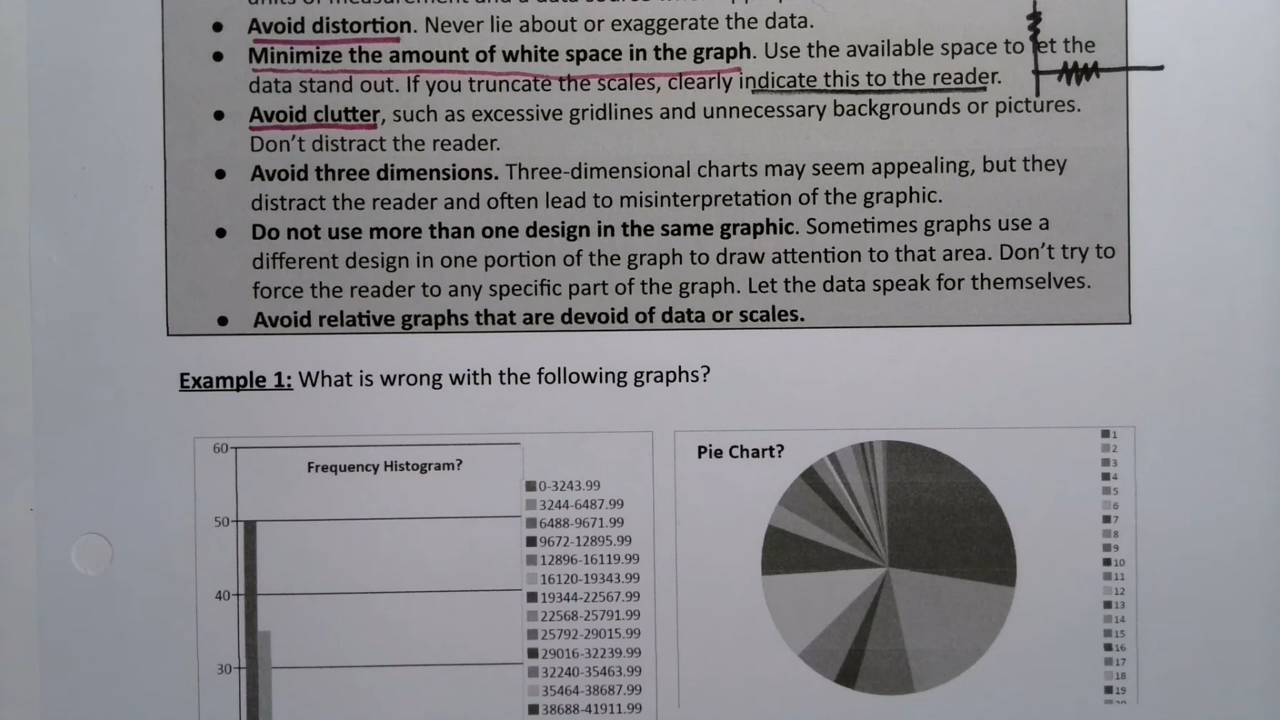 • Avoid distortion. Never lie about or exaggerate the data.
• Minimize the amount of white space in the graph. Use the available space to let the
data stand out. If you truncate the scales, clearly indicate this to the reader.
• Avoid clutter, such as excessive gridlines and unnecessary backgrounds or pictures.
Don't distract the reader.
• Avoid three dimensions. Three-dimensional charts may seem appealing, but they
distract the reader and often lead to misinterpretation of the graphic.
• Do not use more than one design in the same graphic. Sometimes graphs use a
different design in one portion of the graph to draw attention to that area. Don't try to
force the reader to any specific part of the graph. Let the data speak for themselves.
• Avoid relative graphs that are devoid of data or scales.
Example 1: What is wrong with the following graphs?
Frequency Histogram?
60
50
40
30
0-3243.99
3244-6487.99
6488-9671.99
9672-12895.99
12896-16119.99
16120-19343.99
19344-22567.99
22568-25791.99
25792-29015.99
29016-32239.99
32240-35463.99
35464-38687.99
38688-41911.99
Pie Chart?
1
2
3
4
5
6
7
8
9
10
11
12
13
14
15
16
17
18
19